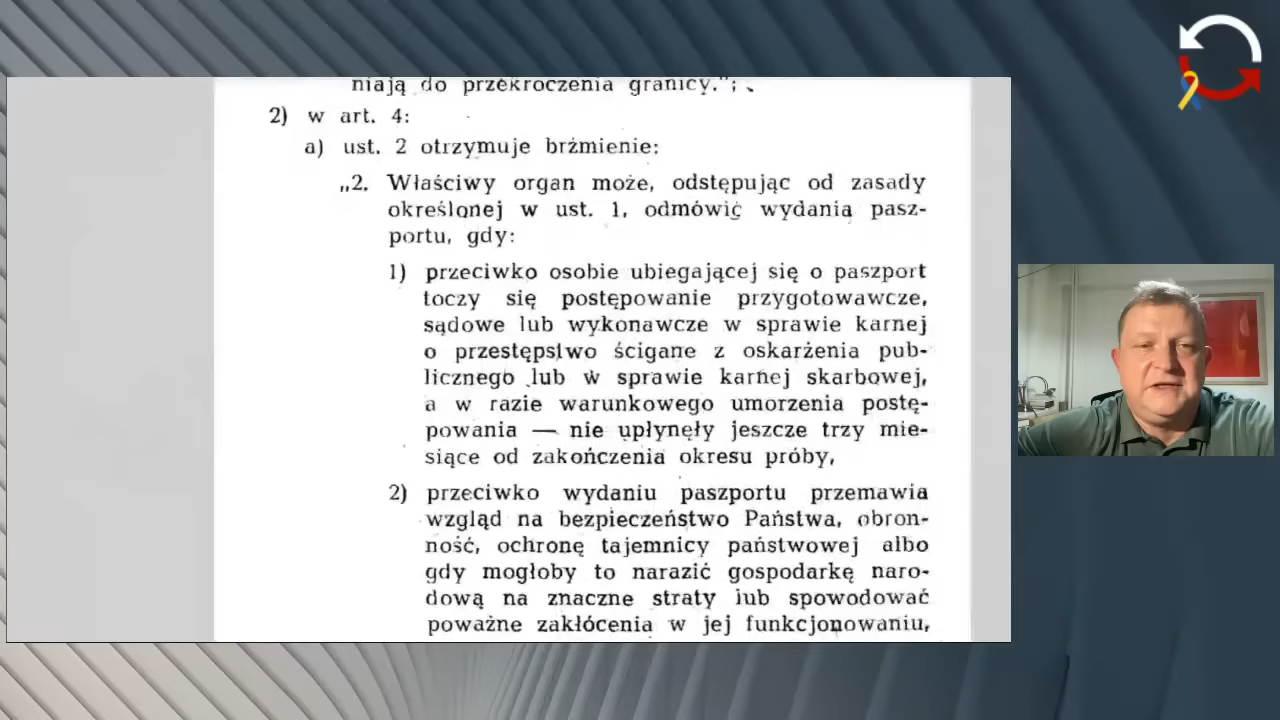 niają do przekroczenia granicy.";
2) w art. 4:
a) ust. 2 otrzymuje brzmienie:
„2. Właściwy organ może, odstępując od zasady
określonej w ust. 1, odmówić wydania pasz-
portu, gdy:
1) przeciwko osobie ubiegającej się o paszport
toczy się postępowanie przygotowawcze,
sądowe lub wykonawcze w sprawie karnej
o przestępstwo ścigane z oskarżenia pub-
licznego lub w sprawie karnej skarbowej,
a w razie warunkowego umorzenia postę-
powania — nie upłynęły jeszcze trzy mie-
siące od zakończenia okresu próby,
2) przeciwko wydaniu paszportu przemawia
wzgląd na bezpieczeństwo Państwa, obron-
ność, ochronę tajemnicy państwowej albo
gdy mogłoby to narazić gospodarkę naro-
dową na znaczne straty lub spowodować
poważne zakłócenia w jej funkcjonowaniu,